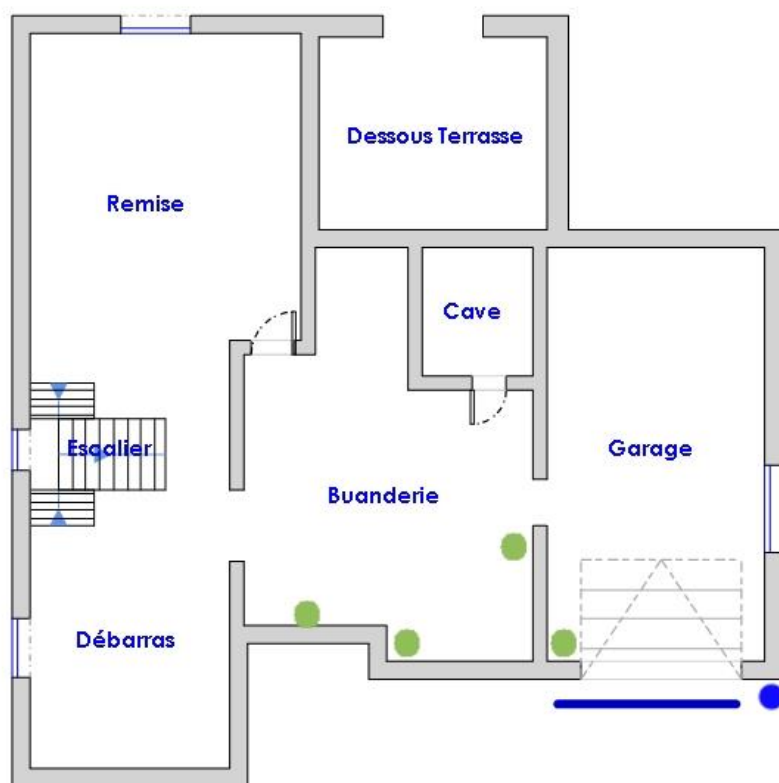 Dessous Terrasse
Remise
Cave
Escalier
Garage
Buanderie
Débarras